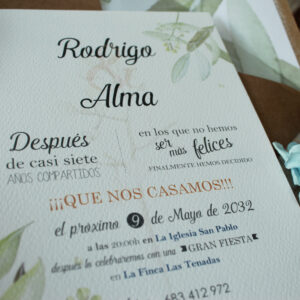 Rodrigo
Alma
Después
de casi siete
AÑOS COMPARTIDOS
en los que no hemos
ser más felices
FINALMENTE HEMOS DECIDIDO
¡¡¡QUE NOS CASAMOS!!!
el próximo 9 de Mayo de 2032
a las 20:00h en La Iglesia San Pablo
después lo celebraremos con una GRAN FIESTA
en La Finca Las Tenadas
483 412 972